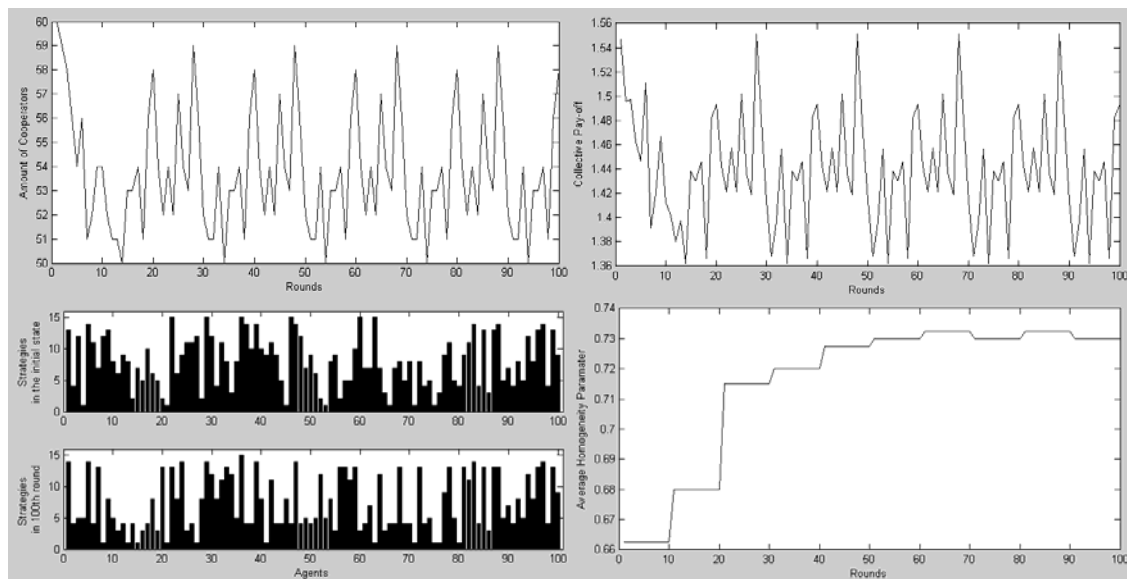 60
59
58
57
56
55
54
53
52
51
50
Amount of Cooperators
0 10 20 30 40 50 60 70 80 90 100
Rounds
1.56
1.54
1.52
1.5
1.48
1.46
1.44
1.42
1.4
1.38
1.36
Collective Pay-off
0 10 20 30 40 50 60 70 80 90 100
Rounds
15
10
5
0
Strategies
in the initial state
0 10 20 30 40 50 60 70 80 90 100
15
10
5
0
Strategies
in 100th round
0 10 20 30 40 50 60 70 80 90 100
Agents
0.74
0.73
0.72
0.71
0.7
0.69
0.68
0.67
0.66
Average Homogeneity Paramater
0 10 20 30 40 50 60 70 80 90 100
Rounds